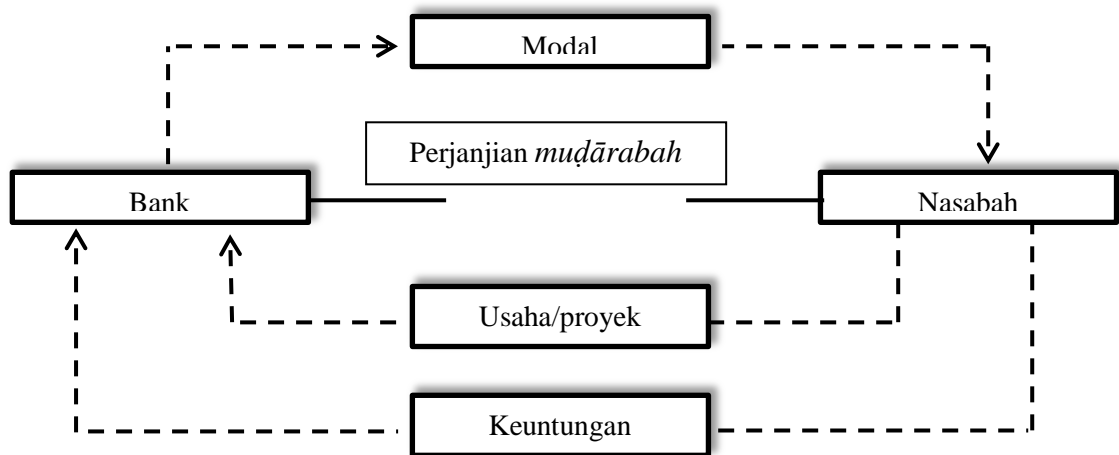 Modal
Perjanjian muḍārabah
Bank
Nasabah
Usaha/proyek
Keuntungan